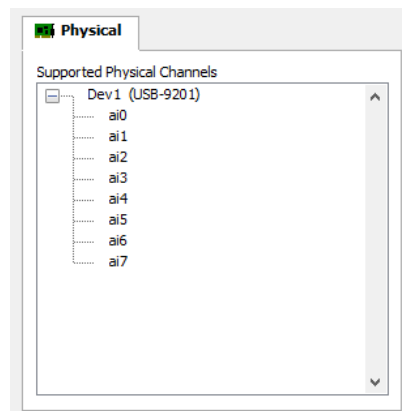 Physical
Supported Physical Channels
Dev1 (USB-9201)
ai0
ai1
ai2
ai3
ai4
ai5
ai6
ai7